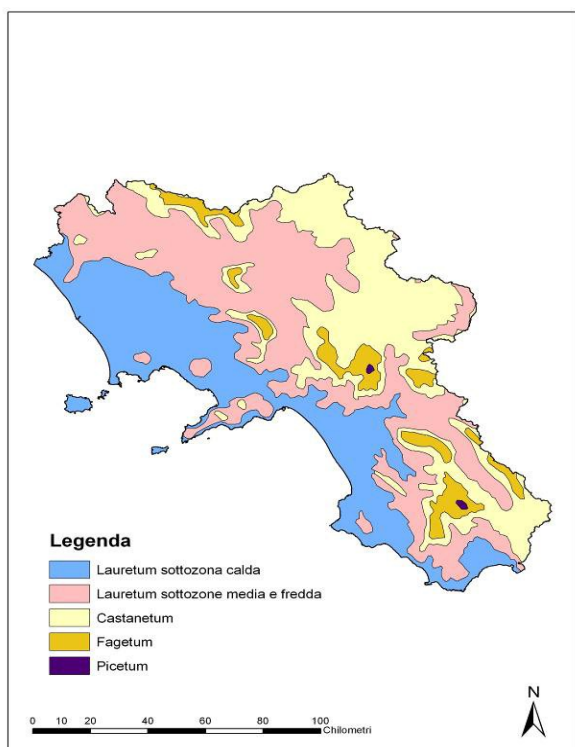 Legenda
Lauretum sottozona calda
Lauretum sottozone media e fredda
Castanetum
Fagetum
Picetum
N
0 10 20 40 60 80 100
Chilometri